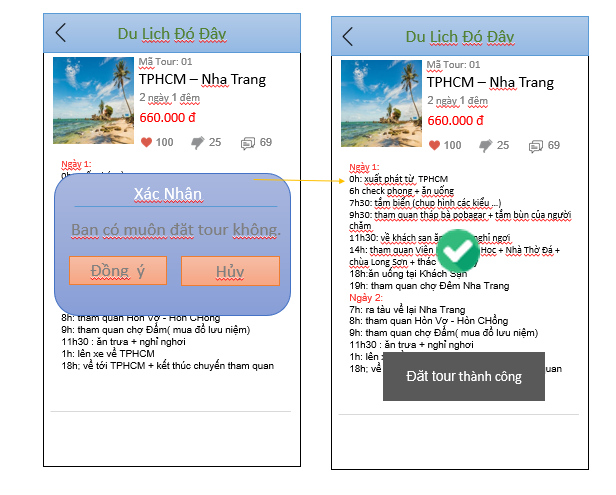 Du Lịch Đó Đây
Mã Tour: 01
TPHCM – Nha Trang
2 ngày 1 đêm
660.000 đ
100 25 69
Ngày 1:
Xác Nhận
Bạn có muốn đặt tour không.
Đồng ý
Hủy
8h: tham quan Hòn Vợ - Hòn CHồng
9h: tham quan chợ Đầm( mua đồ lưu niệm)
11h30 : ăn trưa + nghỉ nghơi
1h: lên xe về TPHCM
18h; về tới TPHCM + kết thúc chuyến tham quan
Du Lịch Đó Đây
Mã Tour: 01
TPHCM – Nha Trang
2 ngày 1 đêm
660.000 đ
100 25 69
Ngày 1:
0h: xuất phát từ TPHCM
6h check phong + ăn uống
7h30: tắm biển (chụp hình các kiểu ...)
9h30: tham quan tháp bà pobagar + tắm bùn của người
chăm
11h30: về khách sạn ăn nghỉ ngơi
14h: tham quan Viên Học + Nhà Thờ Đá +
chùa Long Sơn + thác
18h: ăn uống tại Khách Sạn
19h: tham quan chợ Đêm Nha Trang
Ngày 2:
7h: ra tàu về lại Nha Trang
8h: tham quan Hòn Vợ - Hòn CHồng
9h: tham quan chợ Đầm( mua đồ lưu niệm)
11h30 : ăn trưa + nghỉ nghơi
1h: lên
18h; về quan
Đăt tour thành công